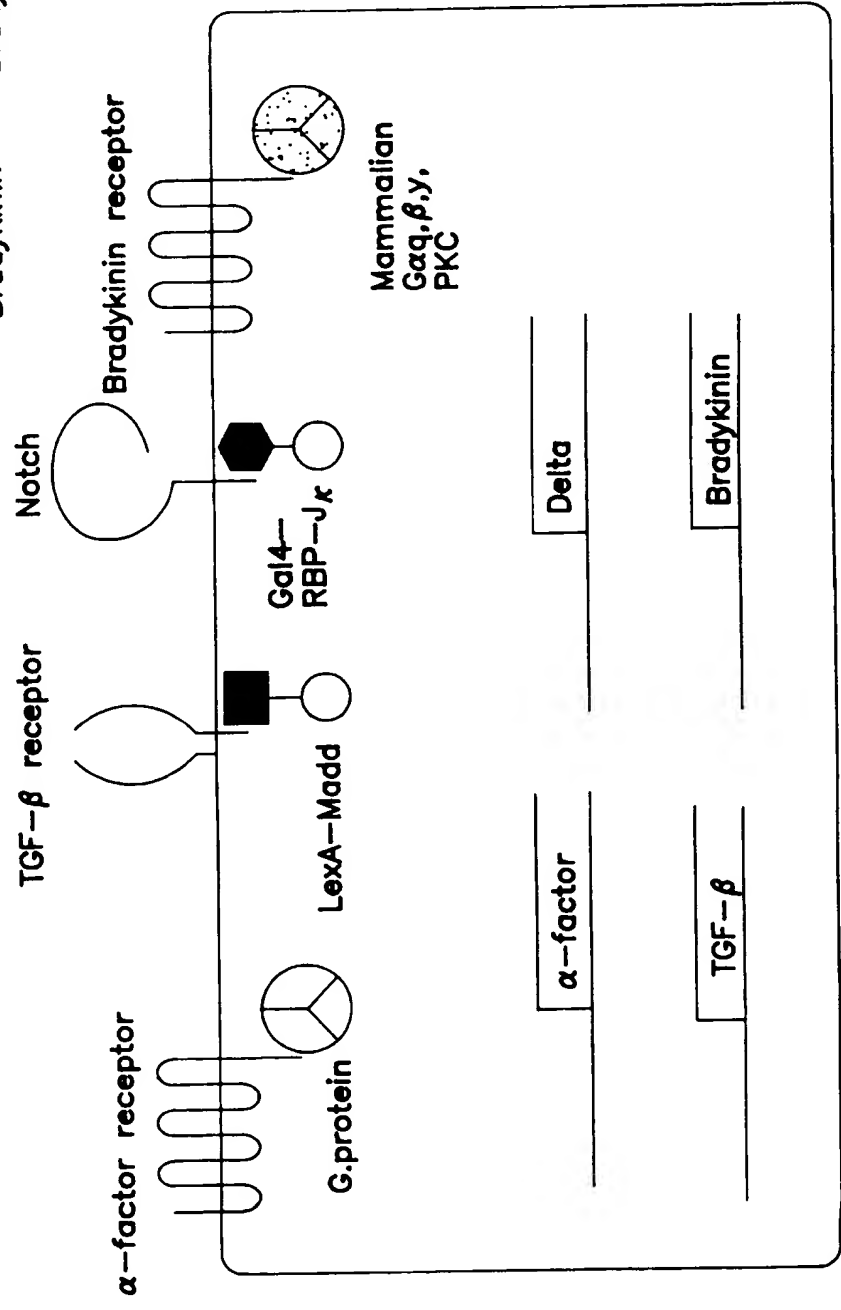 TGF-β receptor
Notch
α-factor receptor
Bradykinin receptor
G.protein
LexA-Madd
Gal4-
RBP-Jκ
Mammalian
Gαq,β,y,
PKC
α-factor
Delta
TGF-β
Bradykinin